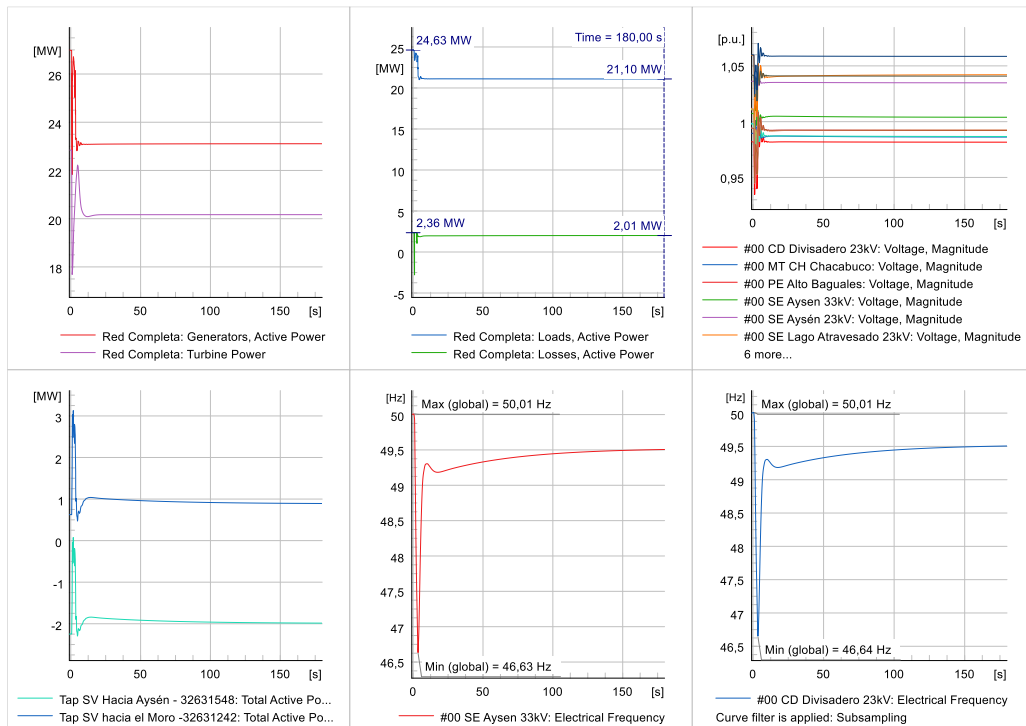 [MW]
26
24
22
20
18
0
50
100
150
[s]
Red Completa: Generators, Active Power
Red Completa: Turbine Power
24,63 MW
Time = 180,00 s
25
[MW]
21,10 MW
20
15
10
5
2,36 MW
2,01 MW
0
-5
0
50
100
150
[s]
Red Completa: Loads, Active Power
Red Completa: Losses, Active Power
[p.u.]
1,05
1
0,95
0
50
100
150
[s]
#00 CD Divisadero 23kV: Voltage, Magnitude
#00 MT CH Chacabuco: Voltage, Magnitude
#00 PE Alto Baguales: Voltage, Magnitude
#00 SE Aysen 33kV: Voltage, Magnitude
#00 SE Aysén 23kV: Voltage, Magnitude
#00 SE Lago Atravesado 23kV: Voltage, Magnitude
6 more...
[MW]
3
2
1
0
-1
-2
0
50
100
150
[s]
Tap SV Hacia Aysén - 32631548: Total Active Po...
Tap SV hacia el Moro -32631242: Total Active Po...
[Hz]
50
Max (global) = 50,01 Hz
49,5
49
48,5
48
47,5
47
46,5
Min (global) = 46,63 Hz
0
50
100
150
[s]
#00 SE Aysen 33kV: Electrical Frequency
[Hz]
50
Max (global) = 50,01 Hz
49,5
49
48,5
48
47,5
47
46,5
Min (global) = 46,64 Hz
0
50
100
150
[s]
#00 CD Divisadero 23kV: Electrical Frequency
Curve filter is applied: Subsampling